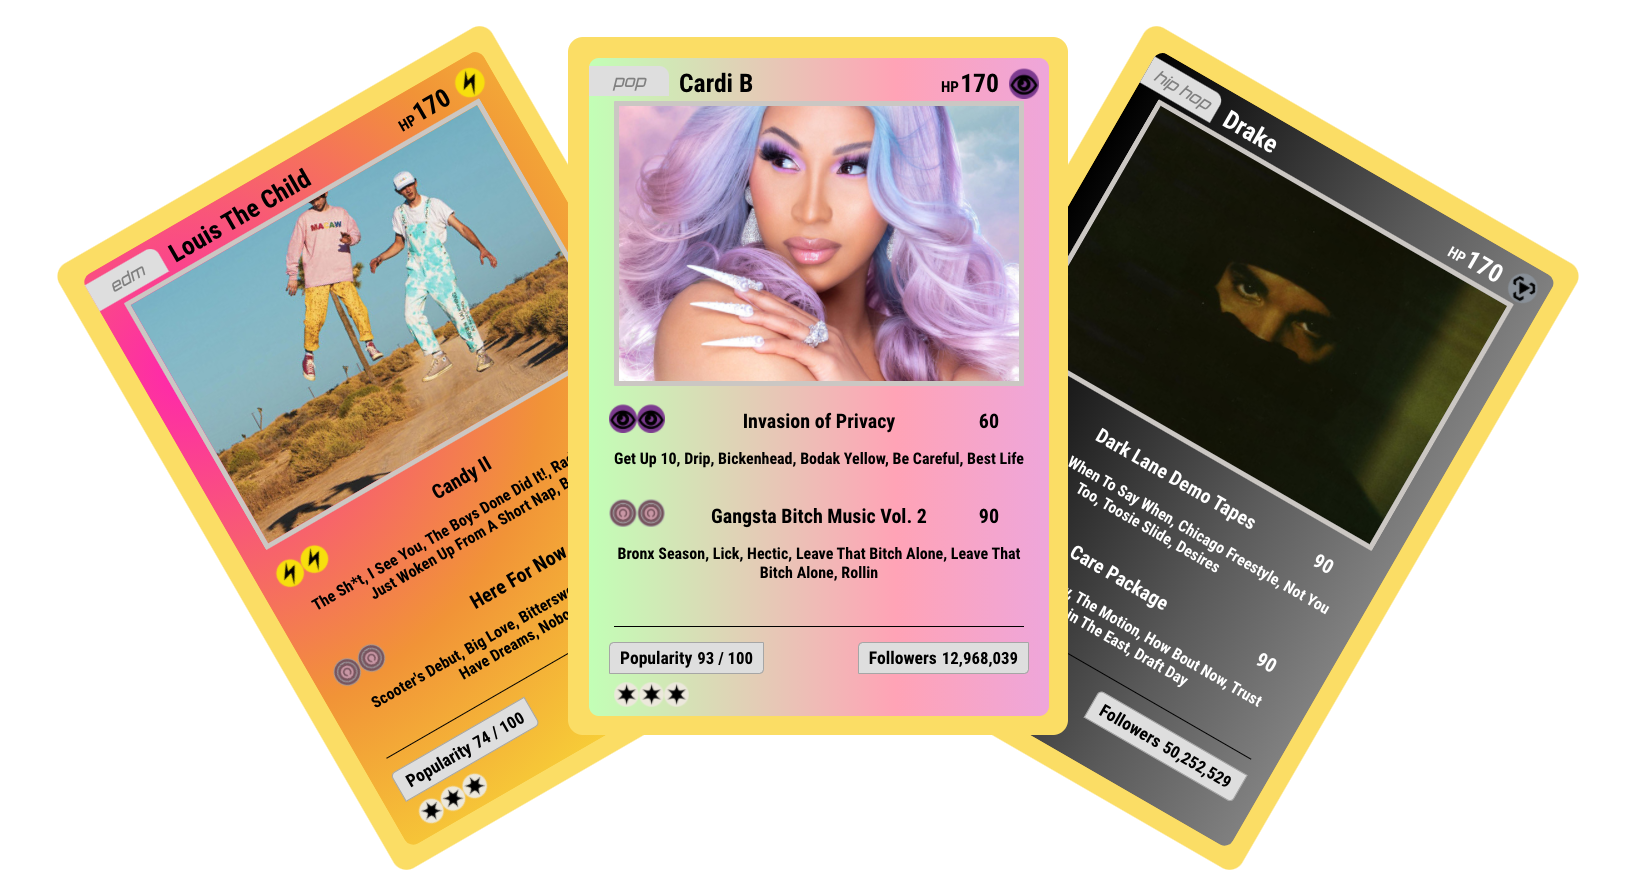 edm
Louis The Child
HP 170
MAJAW
Candy II
The Sh*t, I See You, The Boys Done Did It!,
Just Woken Up From A Short Nap,
Here For Now
Scooter's Debut, Big Love,
Have Dreams,
Popularity 74 / 100
pop
Cardi B
HP 170
Invasion of Privacy 60
Get Up 10, Drip, Bickenhead, Bodak Yellow, Be Careful, Best Life
Gangsta Bitch Music Vol. 2 90
Bronx Season, Lick, Hectic, Leave That Bitch Alone, Leave That
Bitch Alone, Rollin
Popularity 93 / 100
Followers 12,968,039
hip hop
Drake
HP 170
Dark Lane Demo Tapes
90
When To Say When, Chicago Freestyle, Not You
Too, Toosie Slide, Desires
Care Package
90
The Motion, How Bout Now, Trust
in The East, Draft Day
Followers 50,252,529